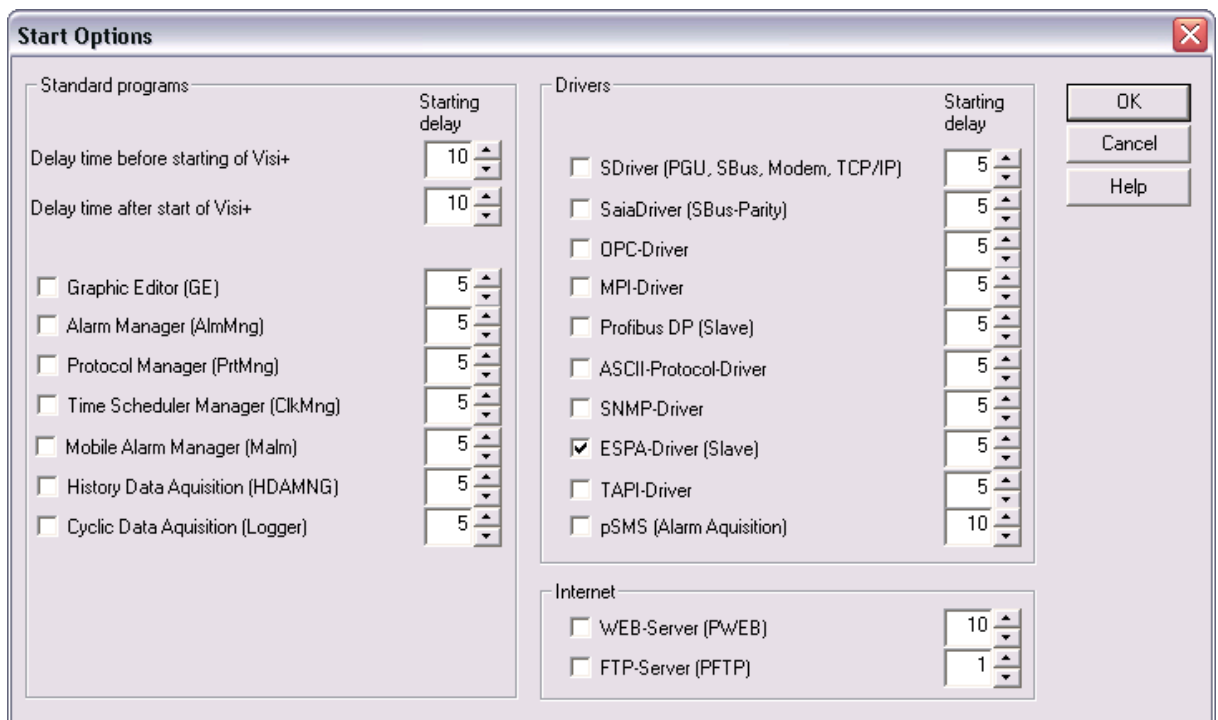 Start Options
Standard programs
Starting
delay
Delay time before starting of Visi+ 10
Delay time after start of Visi+ 10
Graphic Editor (GE) 5
Alarm Manager (AlmMng) 5
Protocol Manager (PrtMng) 5
Time Scheduler Manager (ClkMng) 5
Mobile Alarm Manager (Malm) 5
History Data Aquisition (HDAMNG) 5
Cyclic Data Aquisition (Logger) 5
Drivers
Starting
delay
SDriver (PGU, SBus, Modem, TCP/IP) 5
SaiaDriver (SBus-Parity) 5
OPC-Driver 5
MPI-Driver 5
Profibus DP (Slave) 5
ASCII-Protocol-Driver 5
SNMP-Driver 5
ESPA-Driver (Slave) 5
TAPI-Driver 5
pSMS (Alarm Aquisition) 10
Internet
WEB-Server (PWEB) 10
FTP-Server (PFTP) 1
OK
Cancel
Help